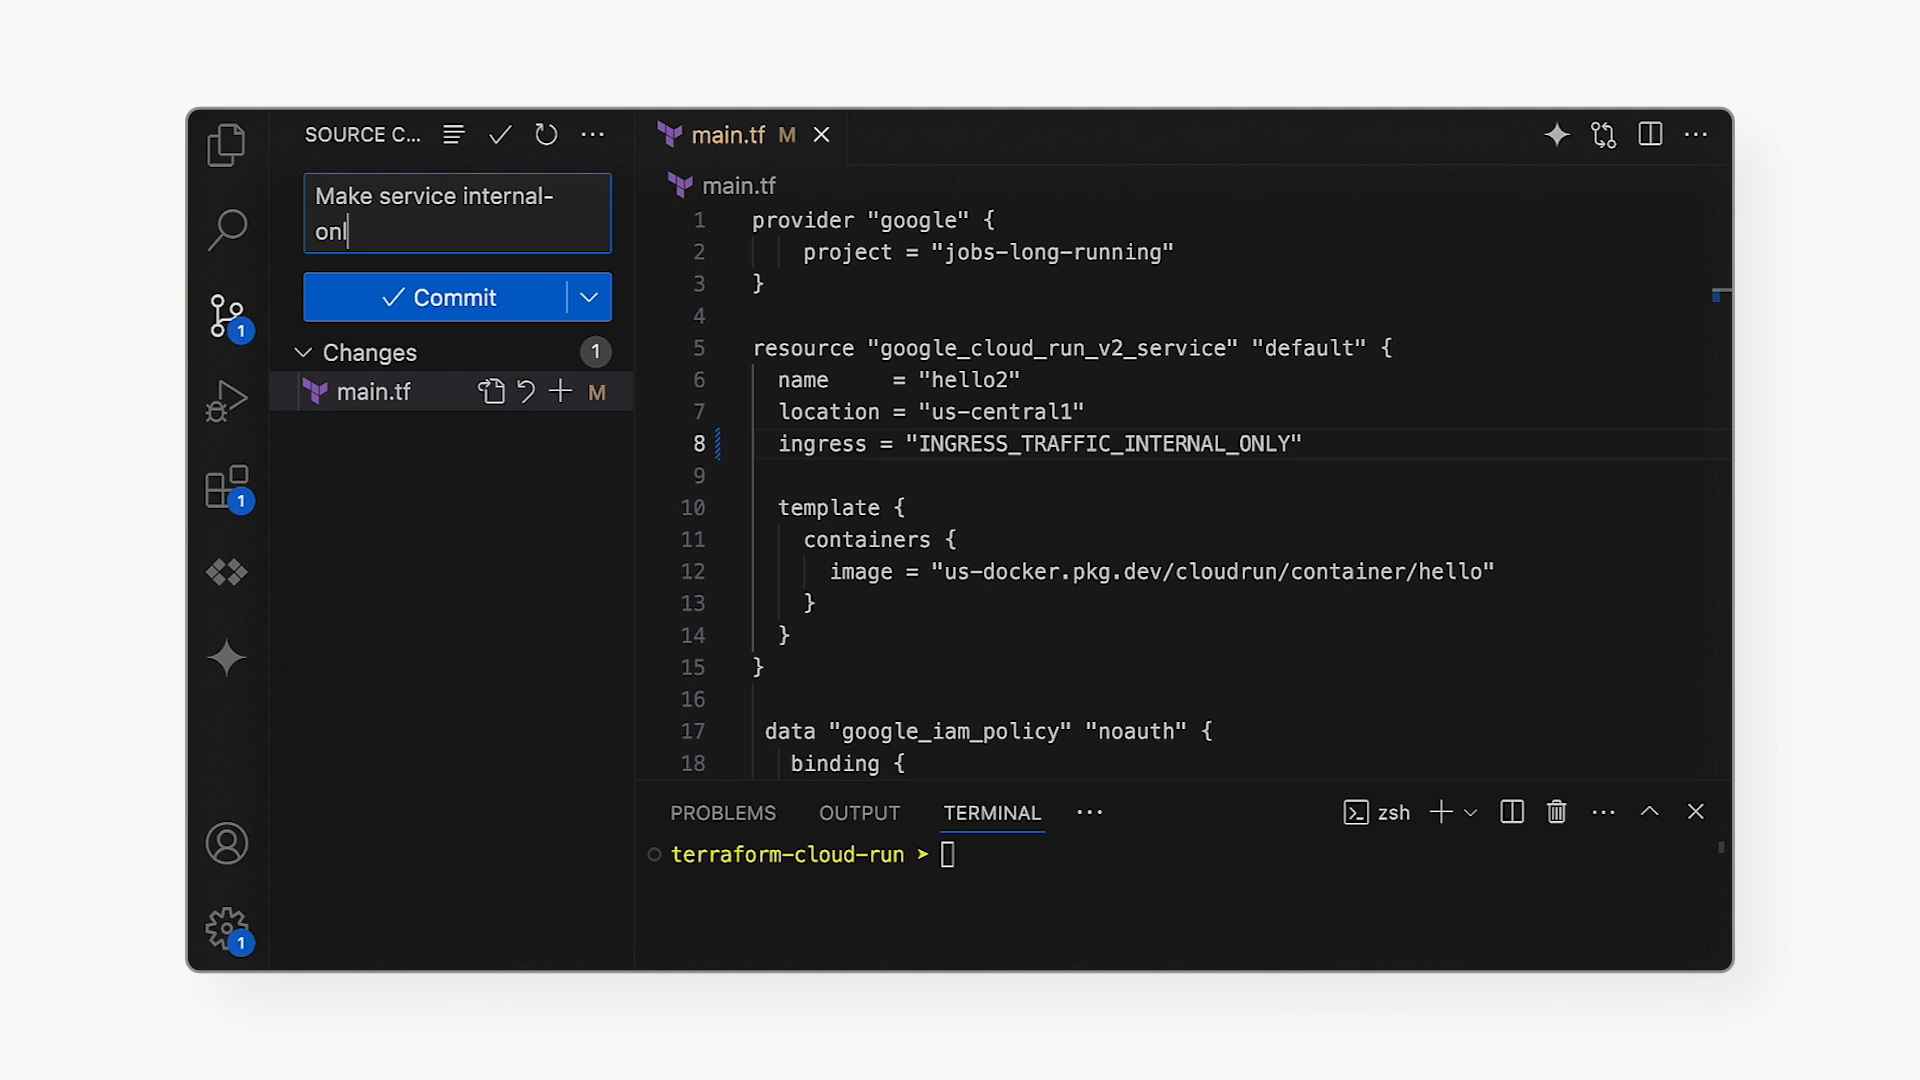 SOURCE C...
Make service internal-
onl
Commit
Changes
1
main.tf
M
1
1
1
main.tf M
main.tf
1 provider "google" {
2 project = "jobs-long-running"
3 }
4
5 resource "google_cloud_run_v2_service" "default" {
6 name     = "hello2"
7 location = "us-central1"
8 ingress = "INGRESS_TRAFFIC_INTERNAL_ONLY"
9
10 template {
11 containers {
12 image = "us-docker.pkg.dev/cloudrun/container/hello"
13 }
14 }
15 }
16
17 data "google_iam_policy" "noauth" {
18 binding {
PROBLEMS OUTPUT TERMINAL ... zsh
terraform-cloud-run ➤